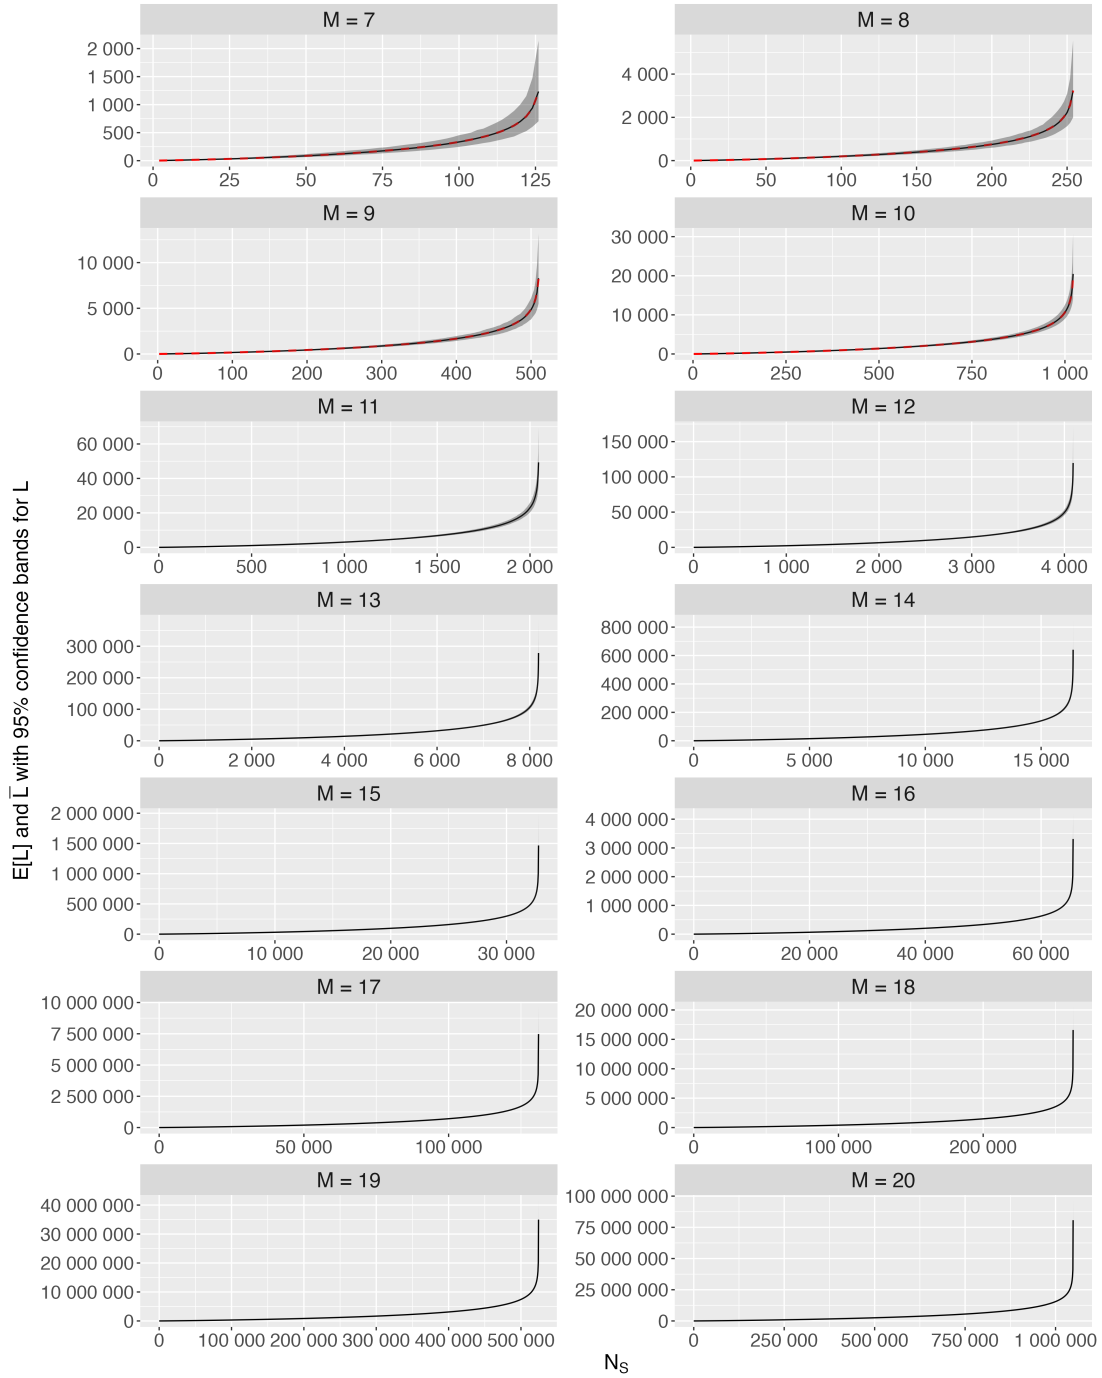 M = 7
2 000
1 500
1 000
500
0
0 25 50 75 100 125
M = 8
4 000
2 000
0
0 50 100 150 200 250
M = 9
10 000
5 000
0
0 100 200 300 400 500
M = 10
30 000
20 000
10 000
0
0 250 500 750 1 000
M = 11
60 000
40 000
20 000
0
0 500 1 000 1 500 2 000
M = 12
150 000
100 000
50 000
0
0 1 000 2 000 3 000 4 000
M = 13
300 000
200 000
100 000
0
0 2 000 4 000 6 000 8 000
M = 14
800 000
600 000
400 000
200 000
0
0 5 000 10 000 15 000
M = 15
2 000 000
1 500 000
1 000 000
500 000
0
0 10 000 20 000 30 000
M = 16
4 000 000
3 000 000
2 000 000
1 000 000
0
0 20 000 40 000 60 000
M = 17
10 000 000
7 500 000
5 000 000
2 500 000
0
0 50 000 100 000
M = 18
20 000 000
15 000 000
10 000 000
5 000 000
0
0 100 000 200 000
M = 19
40 000 000
30 000 000
20 000 000
10 000 000
0
0 100 000 200 000 300 000 400 000 500 000
M = 20
100 000 000
75 000 000
50 000 000
25 000 000
0
0 250 000 500 000 750 000 1 000 000
E[L] and L̅ with 95% confidence bands for L
N_S